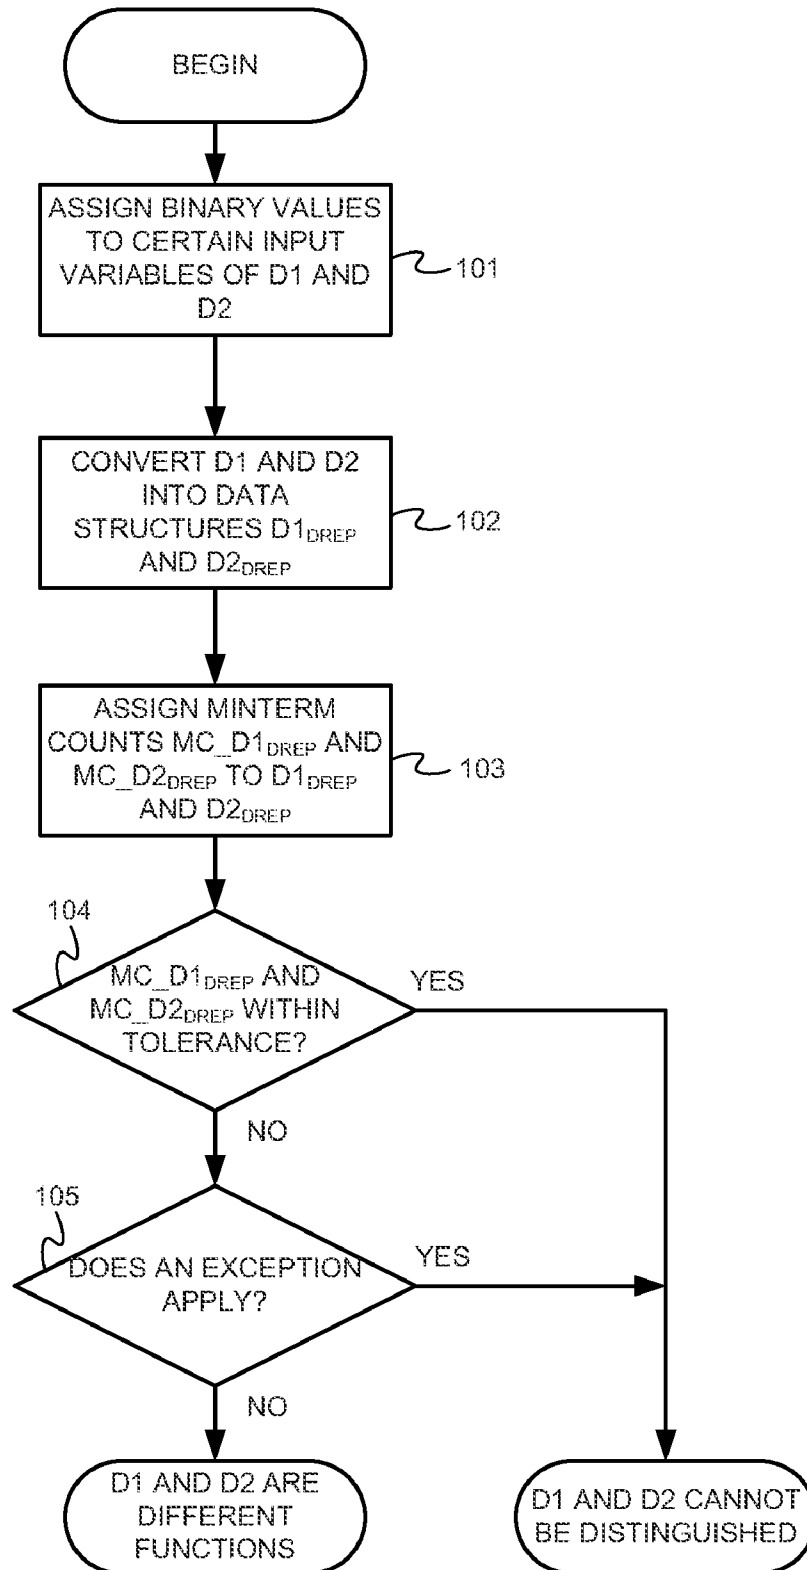 BEGIN
ASSIGN BINARY VALUES
TO CERTAIN INPUT
VARIABLES OF D1 AND
D2
101
CONVERT D1 AND D2
INTO DATA
STRUCTURES D1DREP
AND D2DREP
102
ASSIGN MINTERM
COUNTS MC_D1DREP AND
MC_D2DREP TO D1DREP
AND D2DREP
103
104
MC_D1DREP AND
MC_D2DREP WITHIN
TOLERANCE?
YES
NO
105
DOES AN EXCEPTION
APPLY?
YES
NO
D1 AND D2 ARE
DIFFERENT
FUNCTIONS
D1 AND D2 CANNOT
BE DISTINGUISHED